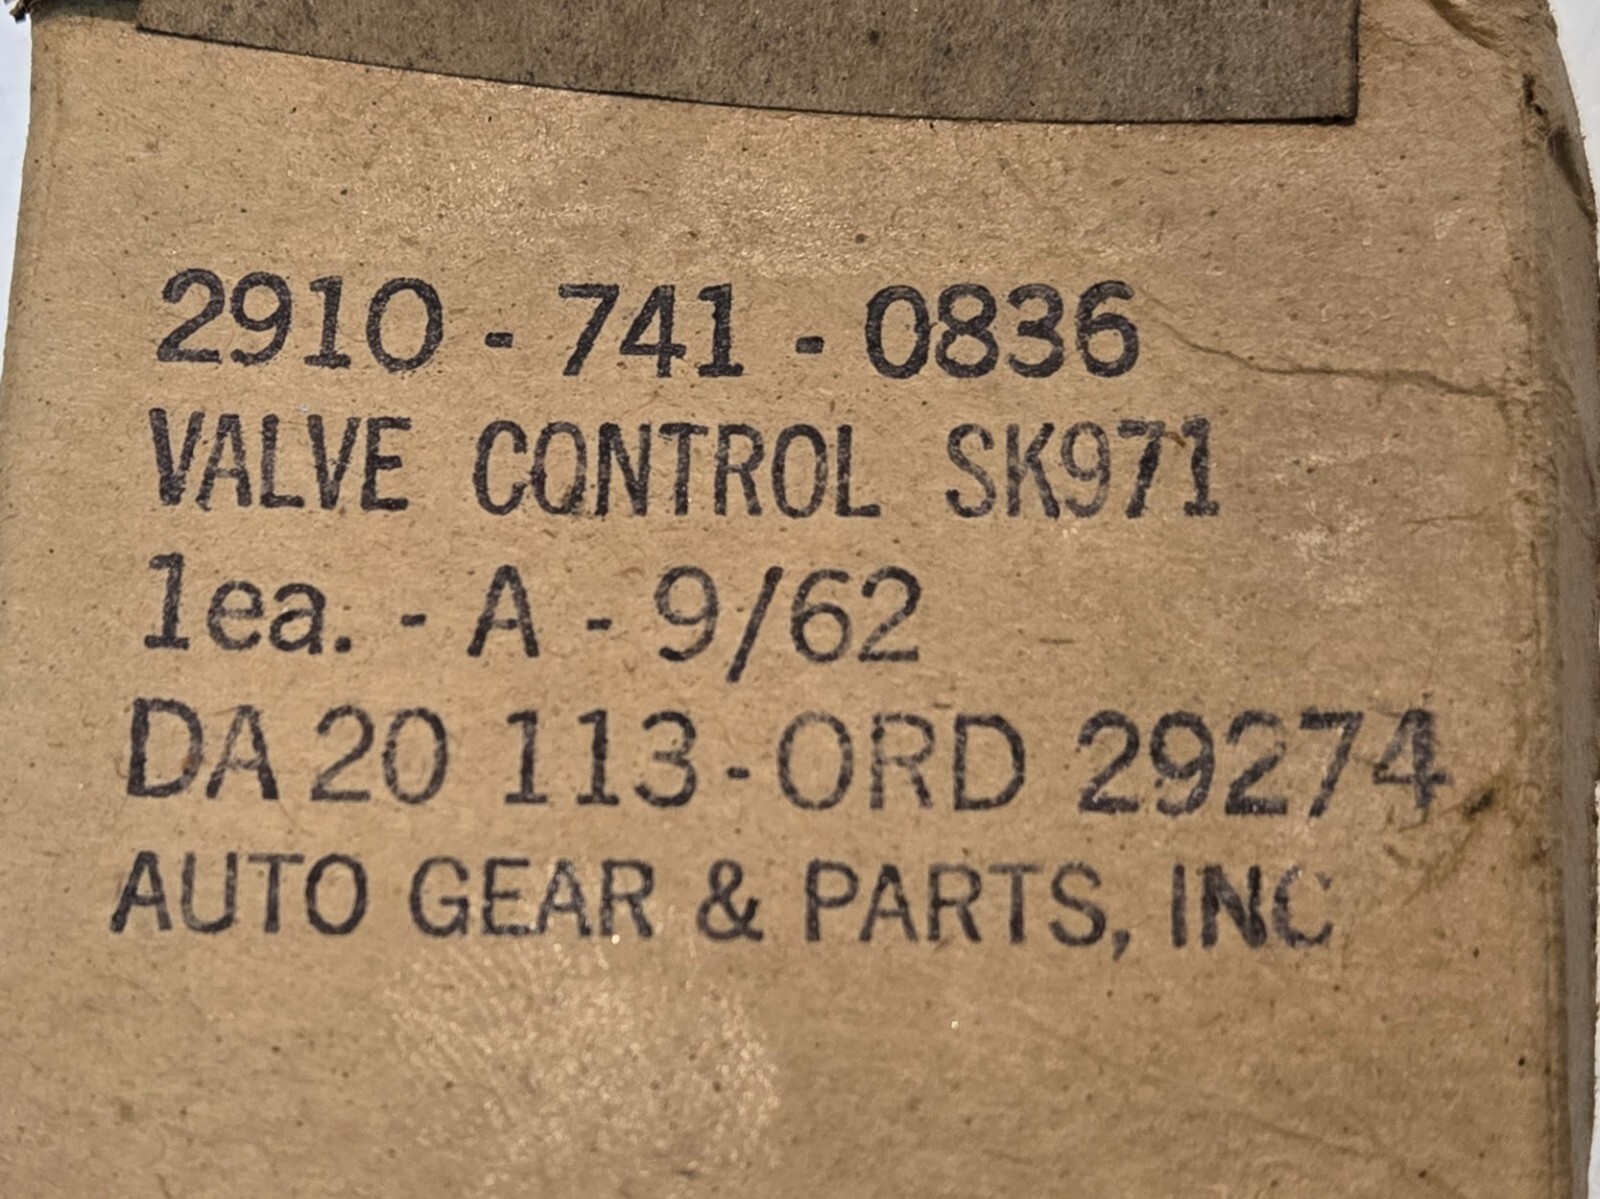 2910 - 741 - 0836
VALVE CONTROL SK971
1ea. - A - 9/62
DA 20 113 - ORD 29274
AUTO GEAR & PARTS, INC